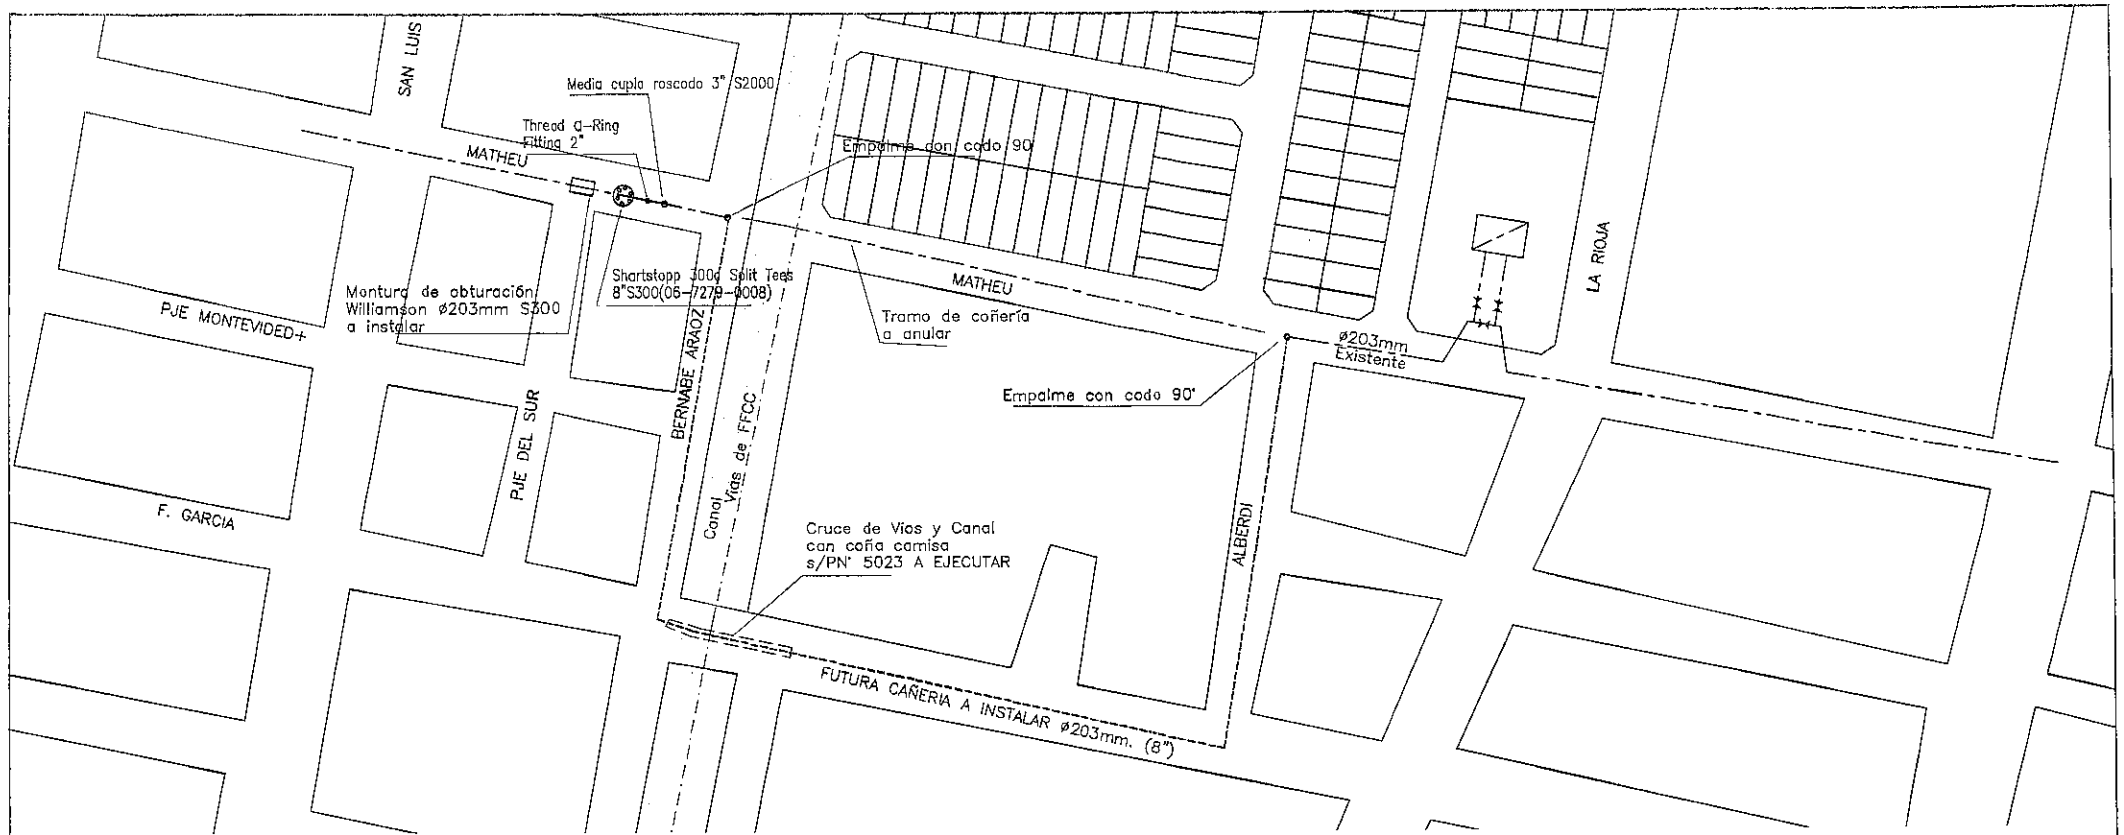 SAN LUIS
Media cupla roscada 3" S2000
Thread O-Ring
Fitting 2"
MATHEU
Empalme con codo 90
Shortstopp 300d Split Tees
8"S300(06-7279-0008)
Montura de obturación
Williamson ø203mm S300
a instalar
PJE MONTEVIDEO+
MATHEU
LA RIOJA
Tramo de cañería
a anular
ø203mm
Existente
BERNABE ARAOZ
Empalme con codo 90°
PJE DEL SUR
Canal
Vías de FFCC
F. GARCIA
Cruce de Vías y Canal
con caña camisa
s/PN° 5023 A EJECUTAR
ALBERDI
FUTURA CAÑERIA A INSTALAR ø203mm. (8")